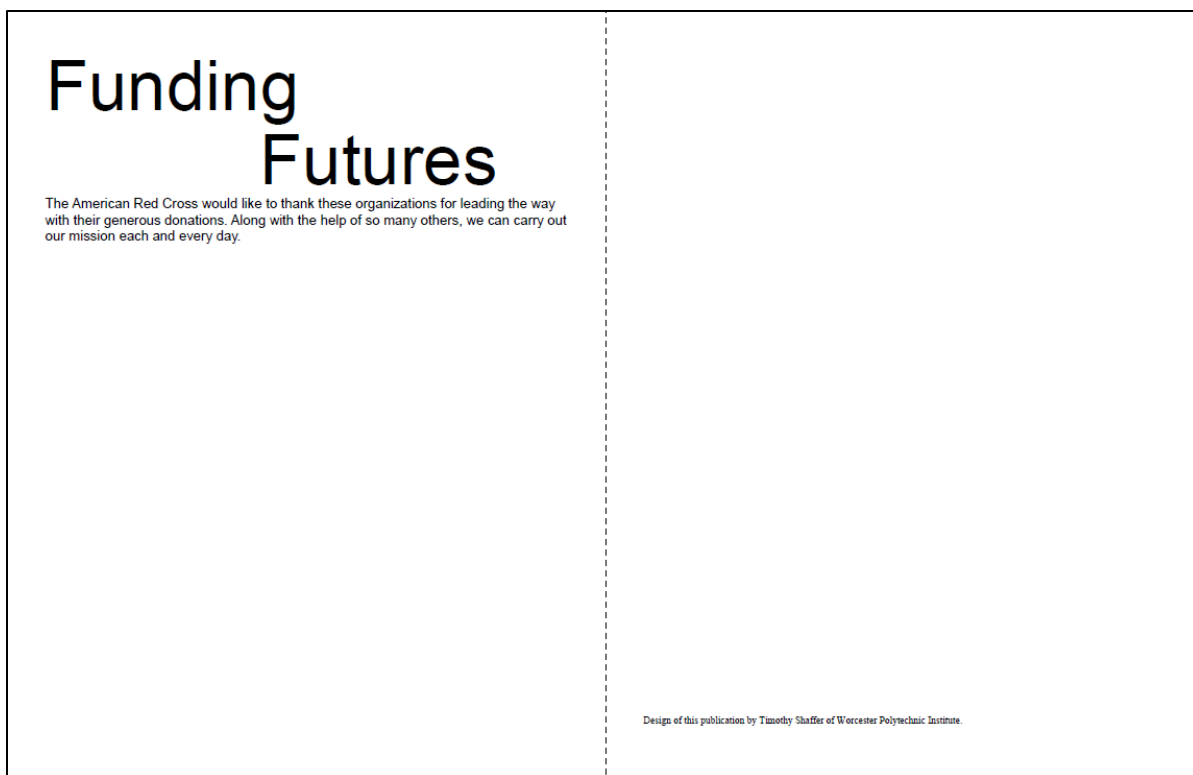 Funding
Futures
The American Red Cross would like to thank these organizations for leading the way
with their generous donations. Along with the help of so many others, we can carry out
our mission each and every day.
Design of this publication by Timothy Shaffer of Worcester Polytechnic Institute.